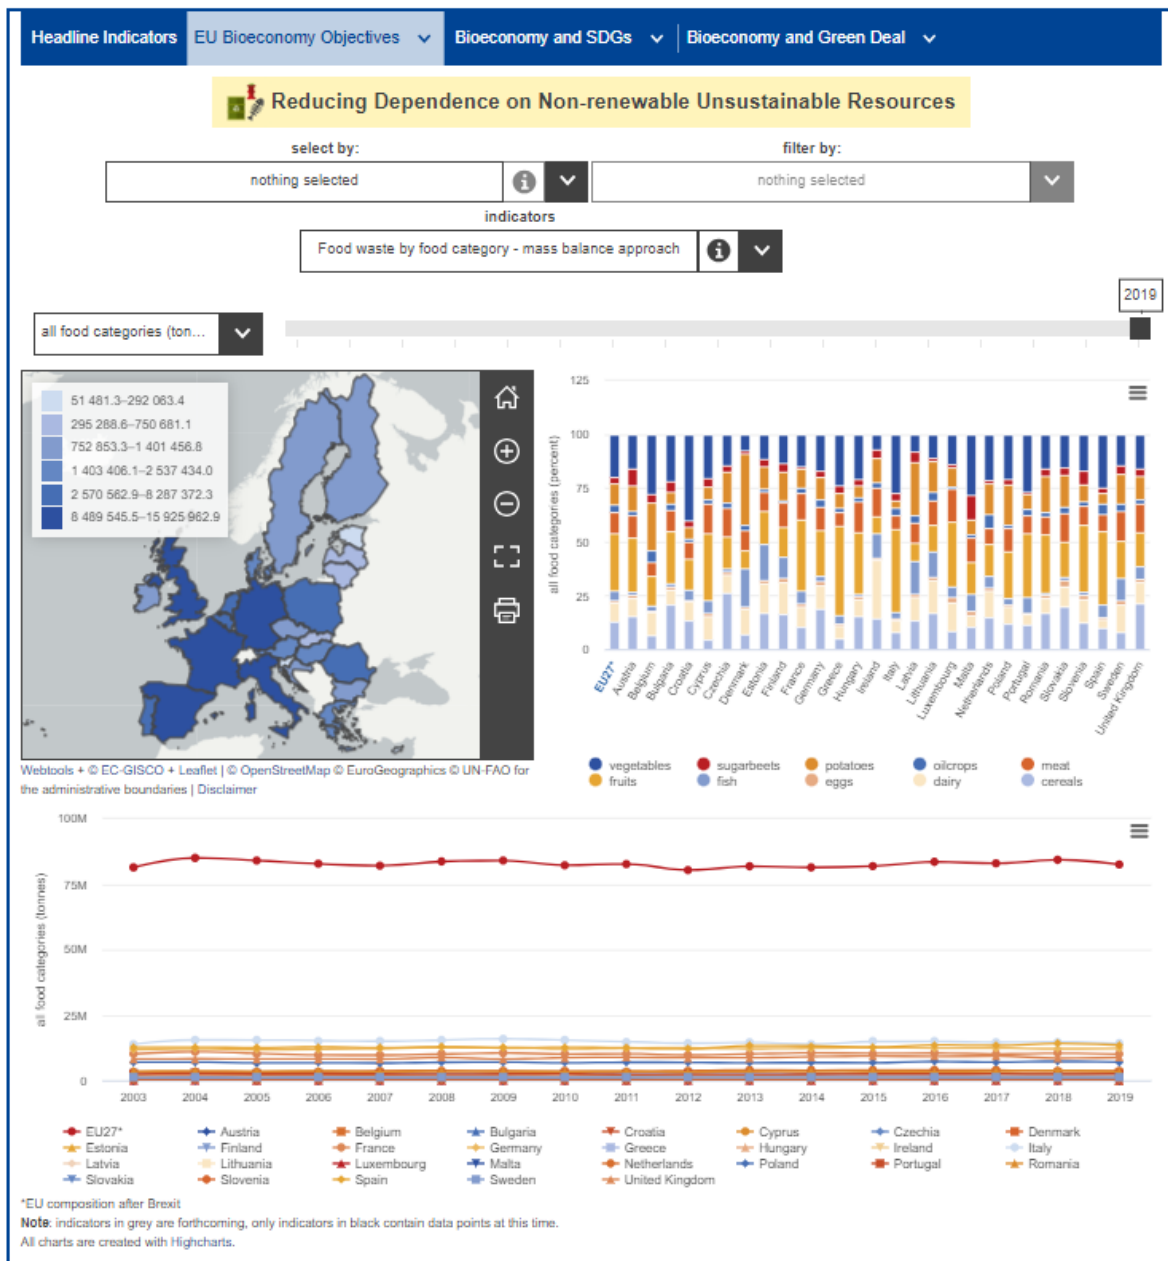 Headline Indicators EU Bioeconomy Objectives Bioeconomy and SDGs Bioeconomy and Green Deal
Reducing Dependence on Non-renewable Unsustainable Resources
select by: filter by:
nothing selected nothing selected
indicators
Food waste by food category - mass balance approach
2019
all food categories (ton...
51 481.3–292 063.4
295 288.6–750 681.1
752 853.3–1 401 456.8
1 403 406.1–2 537 434.0
2 570 562.9–8 287 372.3
8 489 545.5–15 925 962.9
Webtools + © EC-GISCO + Leaflet | © OpenStreetMap © EuroGeographics © UN-FAO for
the administrative boundaries | Disclaimer
all food categories (percent)
125
100
75
50
25
0
EU27* Austria Belgium Bulgaria Croatia Cyprus Czechia Denmark Estonia Finland France Germany Greece Hungary Ireland Italy Latvia Lithuania Luxembourg Malta Netherlands Poland Portugal Romania Slovakia Slovenia Spain Sweden United Kingdom
vegetables sugarbeets potatoes oilcrops meat
fruits fish eggs dairy cereals
all food categories (tonnes)
100M
75M
50M
25M
0
2003 2004 2005 2006 2007 2008 2009 2010 2011 2012 2013 2014 2015 2016 2017 2018 2019
EU27* Austria Belgium Bulgaria Croatia Cyprus Czechia Denmark
Estonia Finland France Germany Greece Hungary Ireland Italy
Latvia Lithuania Luxembourg Malta Netherlands Poland Portugal Romania
Slovakia Slovenia Spain Sweden United Kingdom
*EU composition after Brexit
Note: indicators in grey are forthcoming, only indicators in black contain data points at this time.
All charts are created with Highcharts.